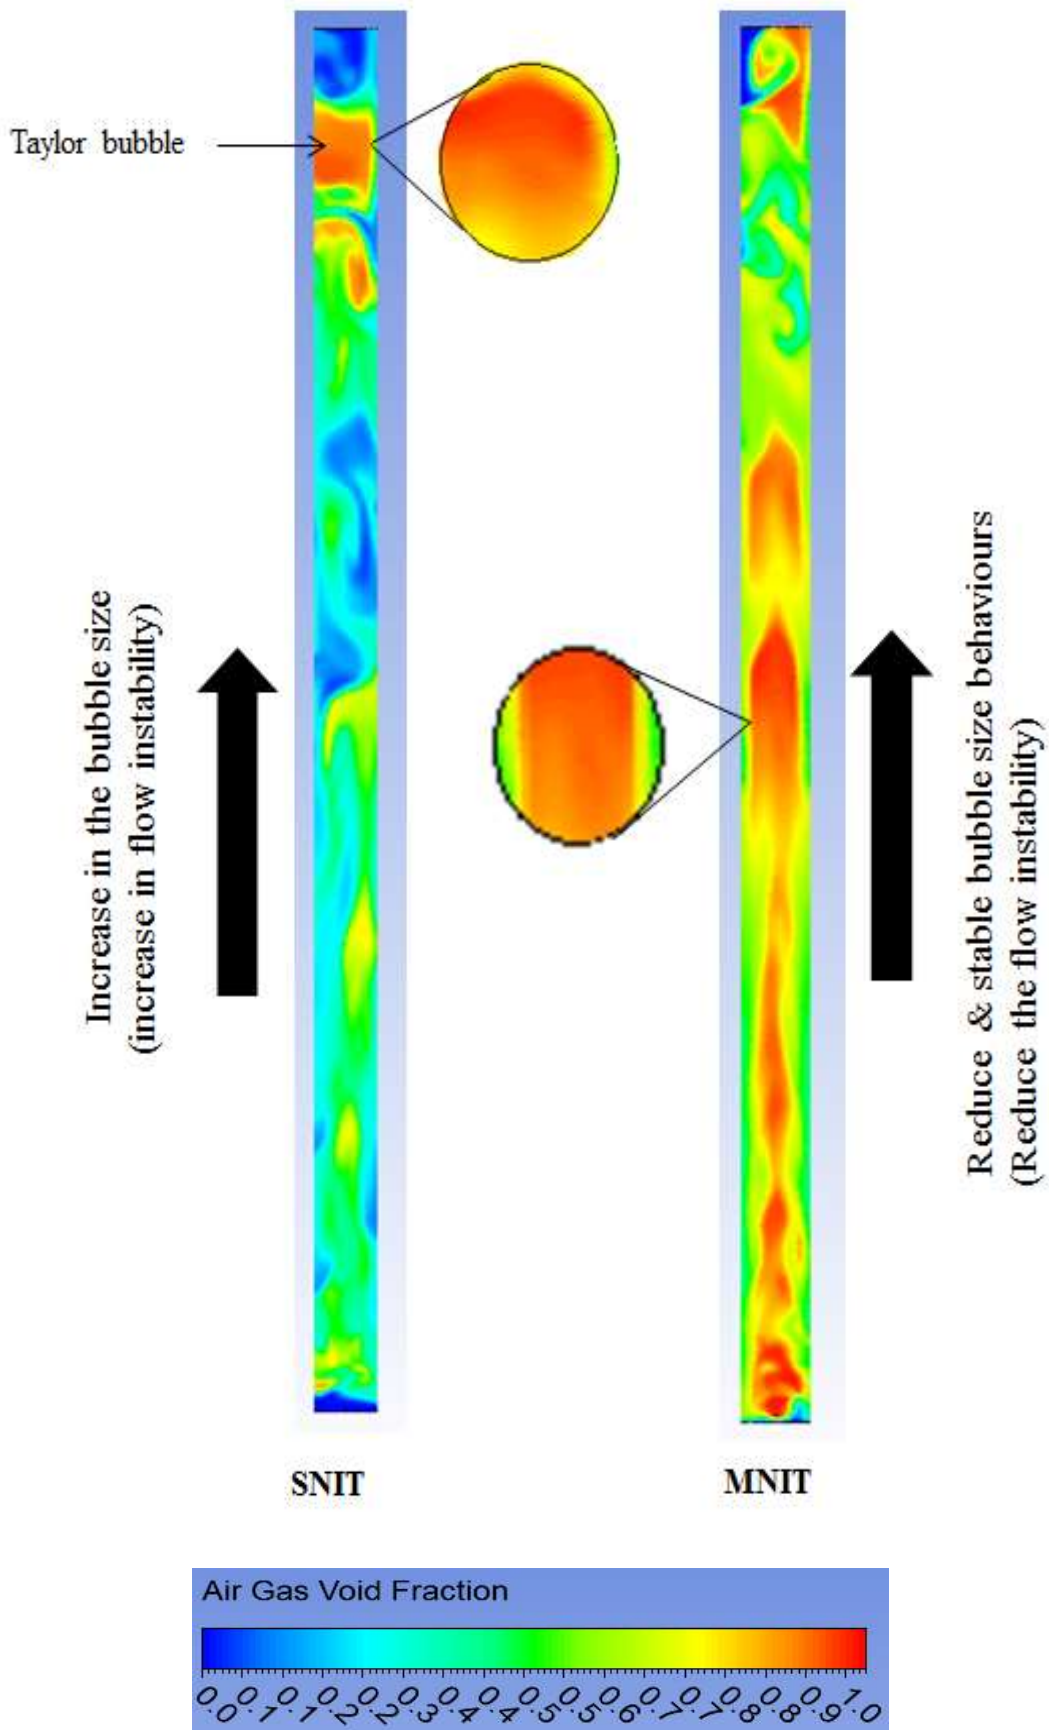 Taylor bubble
Increase in the bubble size
(increase in flow instability)
Reduce & stable bubble size behaviours
(Reduce the flow instability)
SNIT
MNIT
Air Gas Void Fraction
0.0 0.1 0.1 0.2 0.2 0.3 0.4 0.4 0.5 0.5 0.6 0.7 0.7 0.8 0.8 0.9 1.0